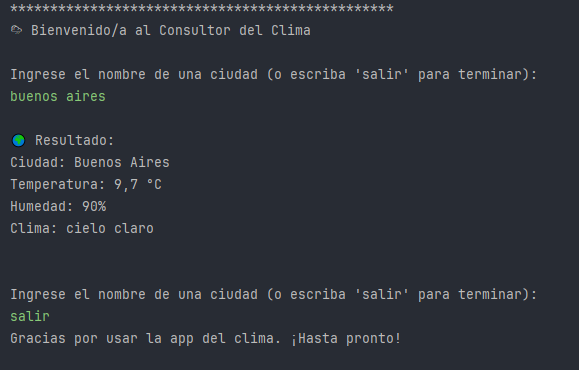 ************************************************
🌦 Bienvenido/a al Consultor del Clima
Ingrese el nombre de una ciudad (o escriba 'salir' para terminar):
buenos aires
🌍 Resultado:
Ciudad: Buenos Aires
Temperatura: 9,7 °C
Humedad: 90%
Clima: cielo claro
Ingrese el nombre de una ciudad (o escriba 'salir' para terminar):
salir
Gracias por usar la app del clima. ¡Hasta pronto!